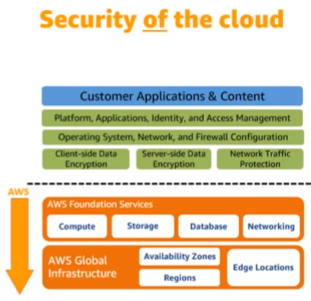 Security of the cloud
Customer Applications & Content
Platform, Applications, Identity, and Access Management
Operating System, Network, and Firewall Configuration
Client-side Data Encryption
Server-side Data Encryption
Network Traffic Protection
AWS
AWS Foundation Services
Compute
Storage
Database
Networking
AWS Global Infrastructure
Availability Zones
Regions
Edge Locations